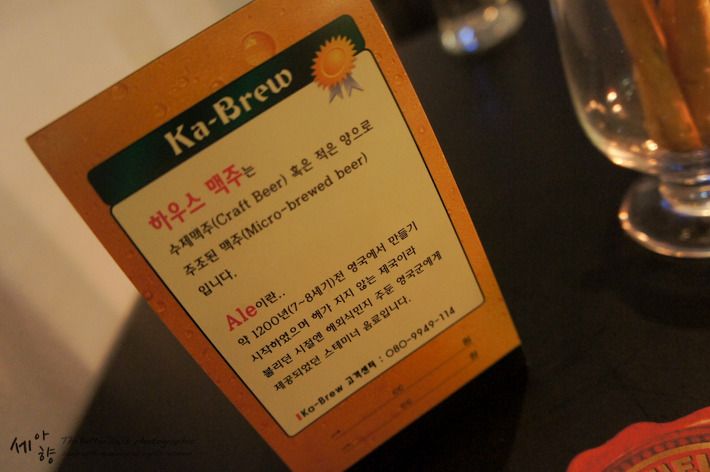 Ka-Brew
하우스 맥주는
수제맥주(Craft Beer) 혹은 적은 양으로
주조된 맥주(Micro-brewed beer)
입니다.
Ale이란..
약 1200년(7~8세기)전 영국에서 만들기
시작하였으며 해가 지지 않는 제국이라
불리던 시절엔 해외식민지 주둔 영국군에게
제공되었던 스테미너 음료입니다.
Ka-Brew 고객센터 : 080-9949-114
세아향